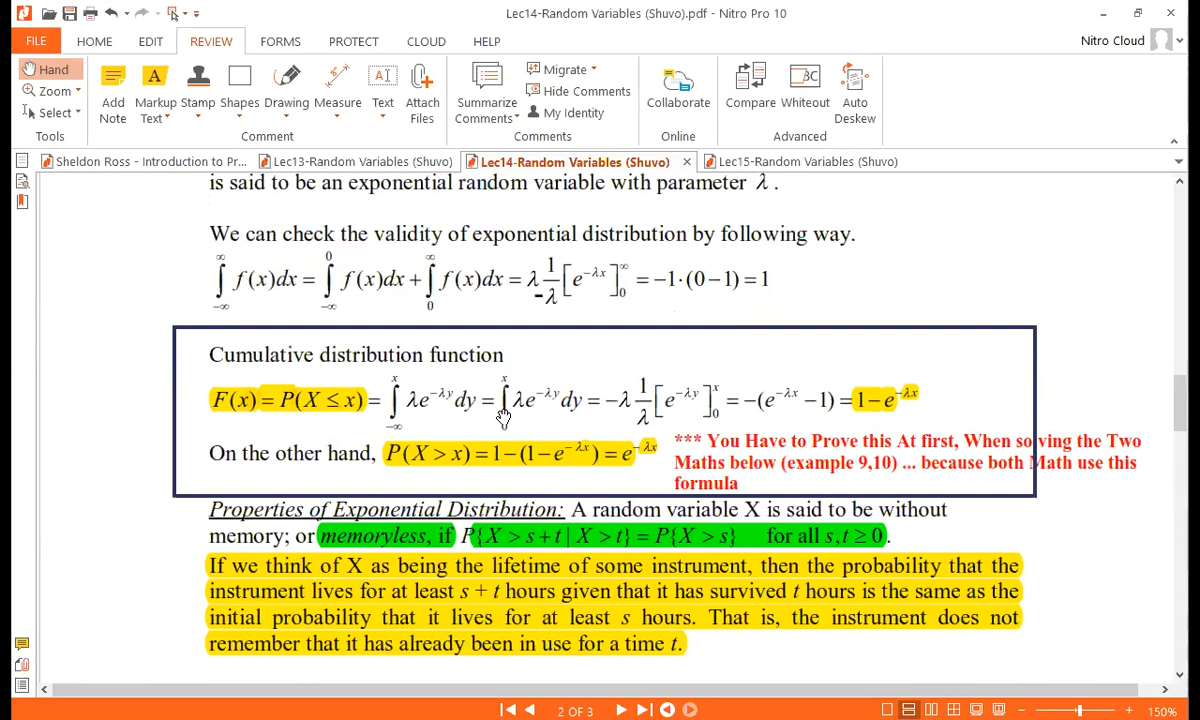 Lec14-Random Variables (Shuvo).pdf - Nitro Pro 10
FILE HOME EDIT REVIEW FORMS PROTECT CLOUD HELP Nitro Cloud
Hand
Zoom
Select
Tools
Add Note
Markup Text
Stamp
Shapes
Drawing
Measure
Text
Attach Files
Comment
Summarize Comments
Migrate
Hide Comments
My Identity
Comments
Collaborate
Online
Compare
Whiteout
Auto Deskew
Advanced
Sheldon Ross - Introduction to Pr... Lec13-Random Variables (Shuvo) Lec14-Random Variables (Shuvo) × Lec15-Random Variables (Shuvo)
is said to be an exponential random variable with parameter λ .
We can check the validity of exponential distribution by following way.
∫_{-∞}^{∞} f(x)dx = ∫_{-∞}^{0} f(x)dx + ∫_{0}^{∞} f(x)dx = λ 1/-λ [e^{-λx}]_0^∞ = -1·(0-1) = 1
Cumulative distribution function
F(x) = P(X ≤ x) = ∫_{-∞}^{x} λe^{-λy}dy = ∫_{0}^{x} λe^{-λy}dy = -λ 1/λ [e^{-λy}]_0^x = -(e^{-λx} -1) = 1-e^{-λx}
On the other hand, P(X > x) = 1-(1-e^{-λx}) = e^{-λx}
*** You Have to Prove this At first, When solving the Two
Maths below (example 9,10) ... because both Math use this
formula
Properties of Exponential Distribution: A random variable X is said to be without
memory; or memoryless, if P{X > s+t | X > t} = P{X > s} for all s,t ≥ 0.
If we think of X as being the lifetime of some instrument, then the probability that the
instrument lives for at least s + t hours given that it has survived t hours is the same as the
initial probability that it lives for at least s hours. That is, the instrument does not
remember that it has already been in use for a time t.
2 OF 3
150%